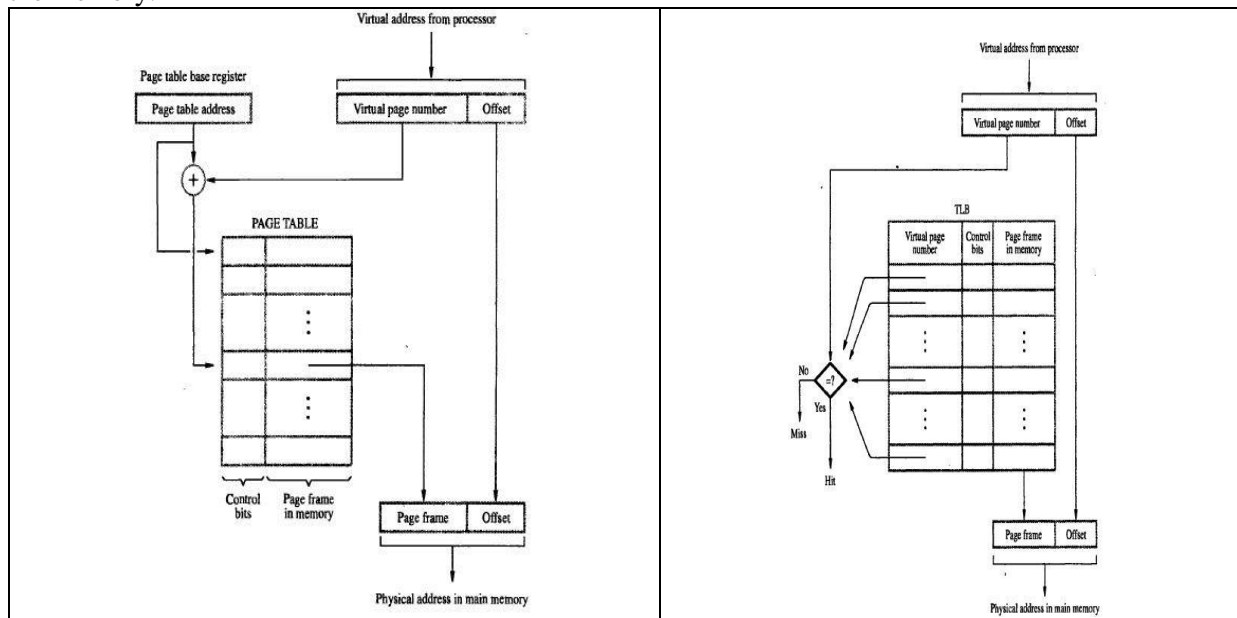 Virtual address from processor
Page table base register
Page table address
Virtual page number
Offset
+
PAGE TABLE
Control
bits
Page frame
in memory
Page frame
Offset
Physical address in main memory
Virtual address from processor
Virtual page number
Offset
TLB
Virtual page
number
Control
bits
Page frame
in memory
No
=?
Yes
Miss
Hit
Page frame
Offset
Physical address in main memory